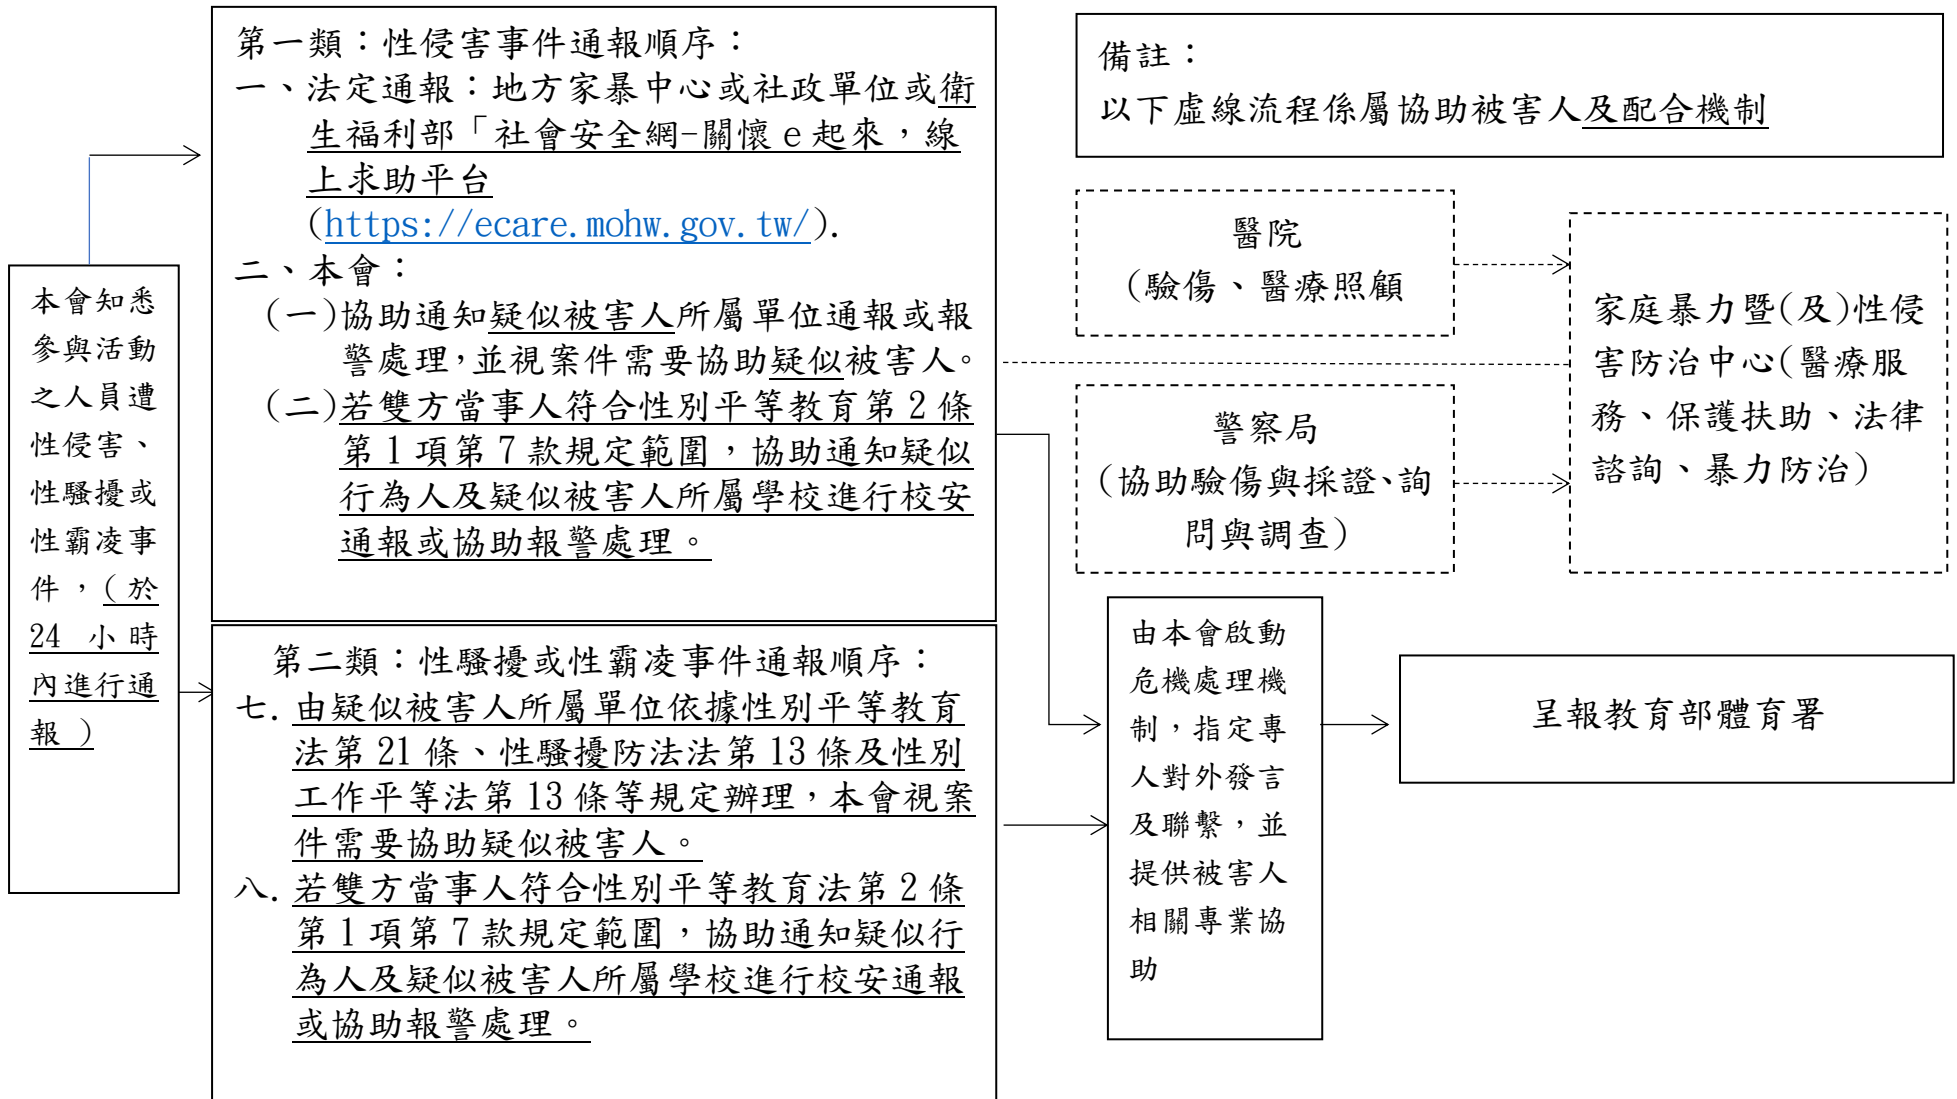 本會知悉
參與活動
之人員遭
性侵害、
性騷擾或
性霸凌事
件，(於
24 小時
內進行通
報 )
第一類：性侵害事件通報順序：
一、法定通報：地方家暴中心或社政單位或衛
生福利部「社會安全網-關懷 e 起來，線
上求助平台
(https://ecare.mohw.gov.tw/).
二、本會：
(一)協助通知疑似被害人所屬單位通報或報
警處理，並視案件需要協助疑似被害人。
(二)若雙方當事人符合性別平等教育第 2 條
第 1 項第 7 款規定範圍，協助通知疑似
行為人及疑似被害人所屬學校進行校安
通報或協助報警處理。
第二類：性騷擾或性霸凌事件通報順序：
七. 由疑似被害人所屬單位依據性別平等教育
法第 21 條、性騷擾防法法第 13 條及性別
工作平等法第 13 條等規定辦理，本會視案
件需要協助疑似被害人。
八. 若雙方當事人符合性別平等教育法第 2 條
第 1 項第 7 款規定範圍，協助通知疑似行
為人及疑似被害人所屬學校進行校安通報
或協助報警處理。
備註：
以下虛線流程係屬協助被害人及配合機制
醫院
(驗傷、醫療照顧
警察局
(協助驗傷與採證、詢
問與調查)
家庭暴力暨(及)性侵
害防治中心(醫療服
務、保護扶助、法律
諮詢、暴力防治)
由本會啟動
危機處理機
制，指定專
人對外發言
及聯繫，並
提供被害人
相關專業協
助
呈報教育部體育署